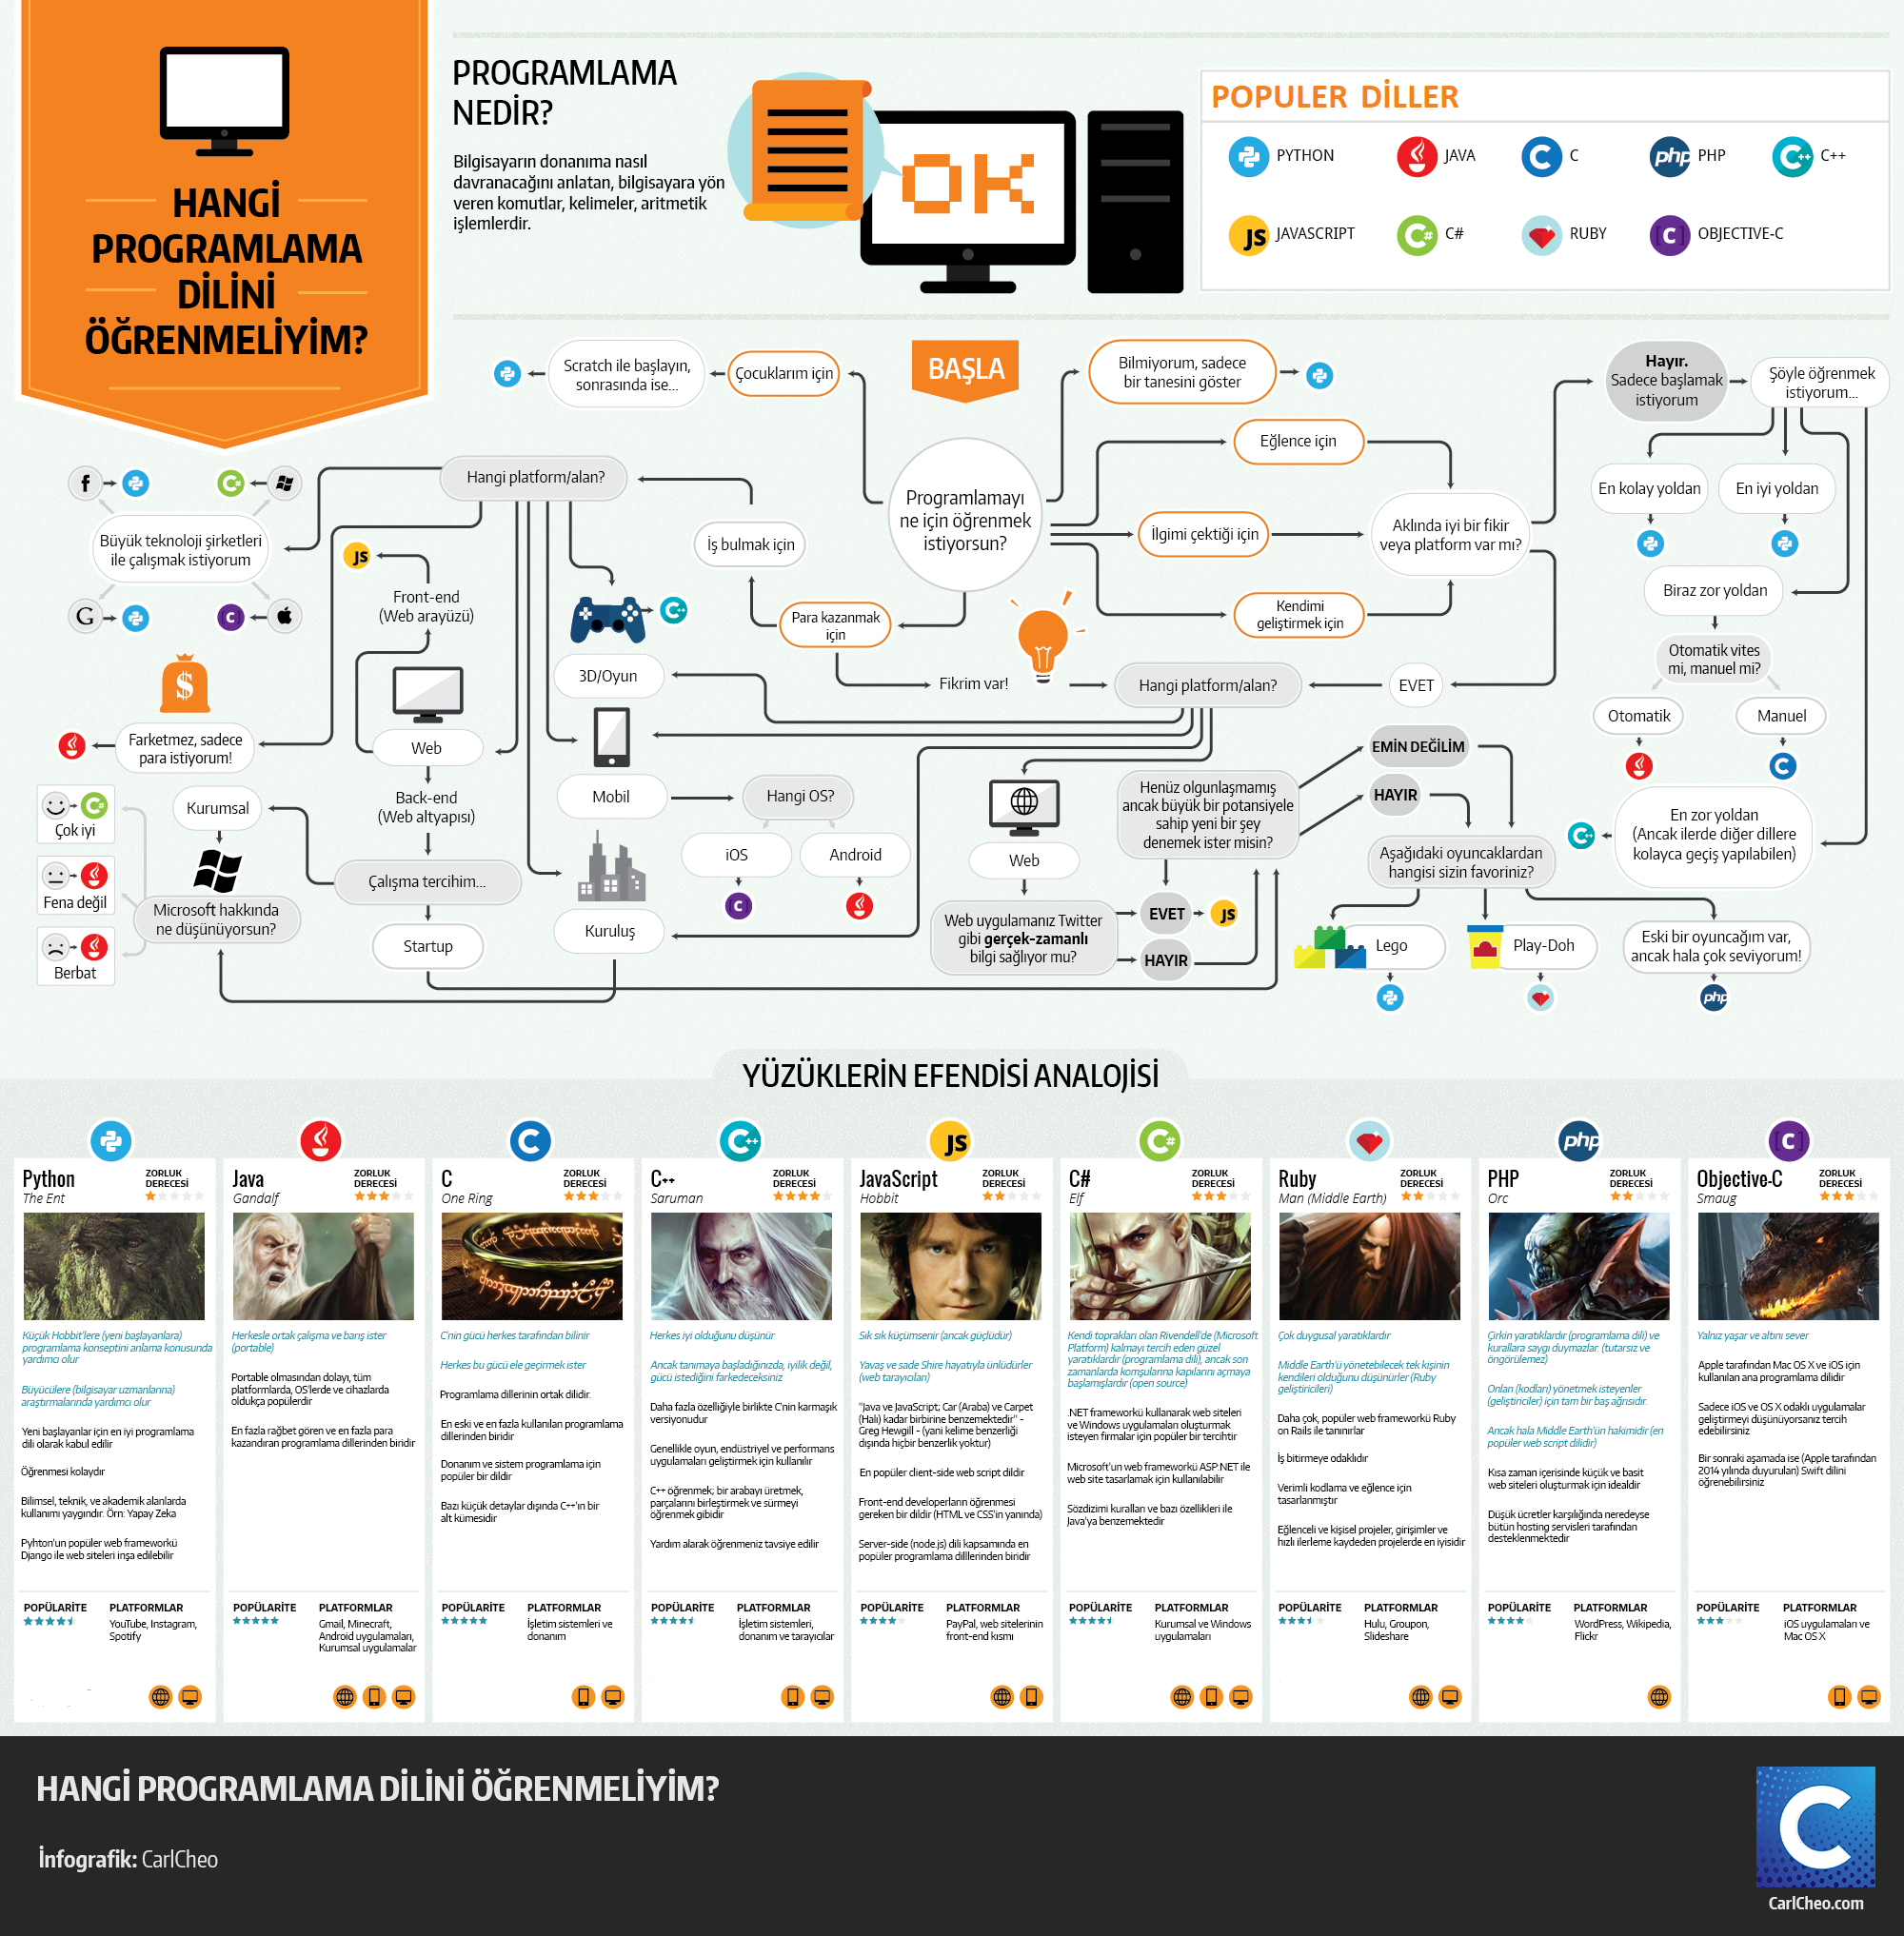 HANGİ
PROGRAMLAMA
DİLİNİ
ÖĞRENMELİYİM?
PROGRAMLAMA
NEDİR?
Bilgisayarın donanıma nasıl
davranacağını anlatan, bilgisayara yön
veren komutlar, kelimeler, aritmetik
işlemlerdir.
OK
POPULER DİLLER
PYTHON
JAVA
C
PHP
C++
JAVASCRIPT
C#
RUBY
OBJECTIVE-C
BAŞLA
Programlamayı
ne için öğrenmek
istiyorsun?
Çocuklarım için
Scratch ile başlayın,
sonrasında ise...
Bilmiyorum, sadece
bir tanesini göster
Eğlence için
İlgimi çektiği için
Kendimi
geliştirmek için
Aklında iyi bir fikir
veya platform var mı?
Hayır.
Sadece başlamak
istiyorum
Şöyle öğrenmek
istiyorum...
En kolay yoldan
En iyi yoldan
Biraz zor yoldan
Otomatik vites
mi, manuel mi?
Otomatik
Manuel
En zor yoldan
(Ancak ilerde diğer dillere
kolayca geçiş yapılabilen)
EVET
Hangi platform/alan?
Fikrim var!
Para kazanmak
için
İş bulmak için
Hangi platform/alan?
Büyük teknoloji şirketleri
ile çalışmak istiyorum
Front-end
(Web arayüzü)
Farketmez, sadece
para istiyorum!
Web
Back-end
(Web altyapısı)
Çalışma tercihim...
Kurumsal
Startup
Microsoft hakkında
ne düşünüyorsun?
Çok iyi
Fena değil
Berbat
3D/Oyun
Mobil
Hangi OS?
iOS
Android
Kuruluş
Web
Web uygulamanız Twitter
gibi gerçek-zamanlı
bilgi sağlıyor mu?
EVET
HAYIR
Henüz olgunlaşmamış
ancak büyük bir potansiyele
sahip yeni bir şey
denemek ister misin?
EMİN DEĞİLİM
HAYIR
Aşağıdaki oyuncaklardan
hangisi sizin favoriniz?
Lego
Play-Doh
Eski bir oyuncağım var,
ancak hala çok seviyorum!
YÜZÜKLERİN EFENDİSİ ANALOJİSİ
Python
The Ent
ZORLUK
DERECESİ
Küçük Hobbit'lere (yeni başlayanlara)
programlama konseptini anlama konusunda
yardımcı olur
Büyücülere (bilgisayar uzmanlarına)
araştırmalarında yardımcı olur
Yeni başlayanlar için en iyi programlama
dili olarak kabul edilir
Öğrenmesi kolaydır
Bilimsel, teknik, ve akademik alanlarda
kullanımı yaygındır. Örn: Yapay Zeka
Pyhton'un popüler web frameworkü
Django ile web siteleri inşa edilebilir
POPÜLARİTE
PLATFORMLAR
YouTube, Instagram,
Spotify
Java
Gandalf
ZORLUK
DERECESİ
Herkesle ortak çalışma ve barış ister
(portable)
Portable olmasından dolayı, tüm
platformlarda, OS'lerde ve cihazlarda
oldukça popülerdir
En fazla rağbet gören ve en fazla para
kazandıran programlama dillerinden biridir
POPÜLARİTE
PLATFORMLAR
Gmail, Minecraft,
Android uygulamaları,
Kurumsal uygulamalar
C
One Ring
ZORLUK
DERECESİ
C'nin gücü herkes tarafından bilinir
Herkes bu gücü ele geçirmek ister
Programlama dillerinin ortak dilidir.
En eski ve en fazla kullanılan programlama
dillerinden biridir
Donanım ve sistem programlama için
popüler bir dildir
Bazı küçük detaylar dışında C++'ın bir
alt kümesidir
POPÜLARİTE
PLATFORMLAR
İşletim sistemleri ve
donanım
C++
Saruman
ZORLUK
DERECESİ
Herkes iyi olduğunu düşünür
Ancak tanımaya başladığınızda, iyilik değil,
gücü istediğini farkedeceksiniz
Daha fazla özelliğiyle birlikte C'nin karmaşık
versiyonudur
Genellikle oyun, endüstriyel ve performans
uygulamaları geliştirmek için kullanılır
C++ öğrenmek; bir arabayı üretmek,
parçalarını birleştirmek ve sürmeyi
öğrenmek gibidir
Yardım alarak öğrenmeniz tavsiye edilir
POPÜLARİTE
PLATFORMLAR
İşletim sistemleri,
donanım ve tarayıcılar
JavaScript
Hobbit
ZORLUK
DERECESİ
Sık sık küçümsenir (ancak güçlüdür)
Yavaş ve sade Shire hayatıyla ünlüdürler
(web tarayıcıları)
"Java ve JavaScript; Car (Araba) ve Carpet
(Halı) kadar birbirine benzemektedir" -
Greg Hewgill - (yani kelime benzerliği
dışında hiçbir benzerlik yoktur)
En popüler client-side web script dildir
Front-end developerların öğrenmesi
gereken bir dildir (HTML ve CSS'in yanında)
Server-side (node.js) dili kapsamında en
popüler programlama dilllerinden biridir
POPÜLARİTE
PLATFORMLAR
PayPal, web sitelerinin
front-end kısmı
C#
Elf
ZORLUK
DERECESİ
Kendi toprakları olan Rivendell'de (Microsoft
Platform) kalmayı tercih eden güzel
yaratıklardır (programlama dili), ancak son
zamanlarda komşularına kapılarını açmaya
başlamışlardır (open source)
.NET frameworkü kullanarak web siteleri
ve Windows uygulamaları oluşturmak
isteyen firmalar için popüler bir tercihtir
Microsoft'un web frameworkü ASP.NET ile
web site tasarlamak için kullanılabilir
Sözdizimi kuralları ve bazı özellikleri ile
Java'ya benzemektedir
POPÜLARİTE
PLATFORMLAR
Kurumsal ve Windows
uygulamaları
Ruby
Man (Middle Earth)
ZORLUK
DERECESİ
Çok duygusal yaratıklardır
Middle Earth'ü yönetebilecek tek kişinin
kendileri olduğunu düşünürler (Ruby
geliştiricileri)
Daha çok, popüler web frameworkü Ruby
on Rails ile tanınırlar
İş bitirmeye odaklıdır
Verimli kodlama ve eğlence için
tasarlanmıştır
Eğlenceli ve kişisel projeler, girişimler ve
hızlı ilerleme kaydeden projelerde en iyisidir
POPÜLARİTE
PLATFORMLAR
Hulu, Groupon,
Slideshare
PHP
Orc
ZORLUK
DERECESİ
Çirkin yaratıklardır (programlama dili) ve
kurallara saygı duymazlar. (tutarsız ve
öngörülemez)
Onları (kodları) yönetmek isteyenler
(geliştiriciler) için tam bir baş ağrısıdır.
Ancak hala Middle Earth'ün hakimidir (en
popüler web script dilidir)
Kısa zaman içerisinde küçük ve basit
web siteleri oluşturmak için idealdir
Düşük ücretler karşılığında neredeyse
bütün hosting servisleri tarafından
desteklenmektedir
POPÜLARİTE
PLATFORMLAR
WordPress, Wikipedia,
Flickr
Objective-C
Smaug
ZORLUK
DERECESİ
Yalnız yaşar ve altını sever
Apple tarafından Mac OS X ve iOS için
kullanılan ana programlama dilidir
Sadece iOS ve OS X odaklı uygulamalar
geliştirmeyi düşünüyorsanız tercih
edebilirsiniz
Bir sonraki aşamada ise (Apple tarafından
2014 yılında duyurulan) Swift dilini
öğrenebilirsiniz
POPÜLARİTE
PLATFORMLAR
iOS uygulamaları ve
Mac OS X
HANGİ PROGRAMLAMA DİLİNİ ÖĞRENMELİYİM?
İnfografik: CarlCheo
CarlCheo.com